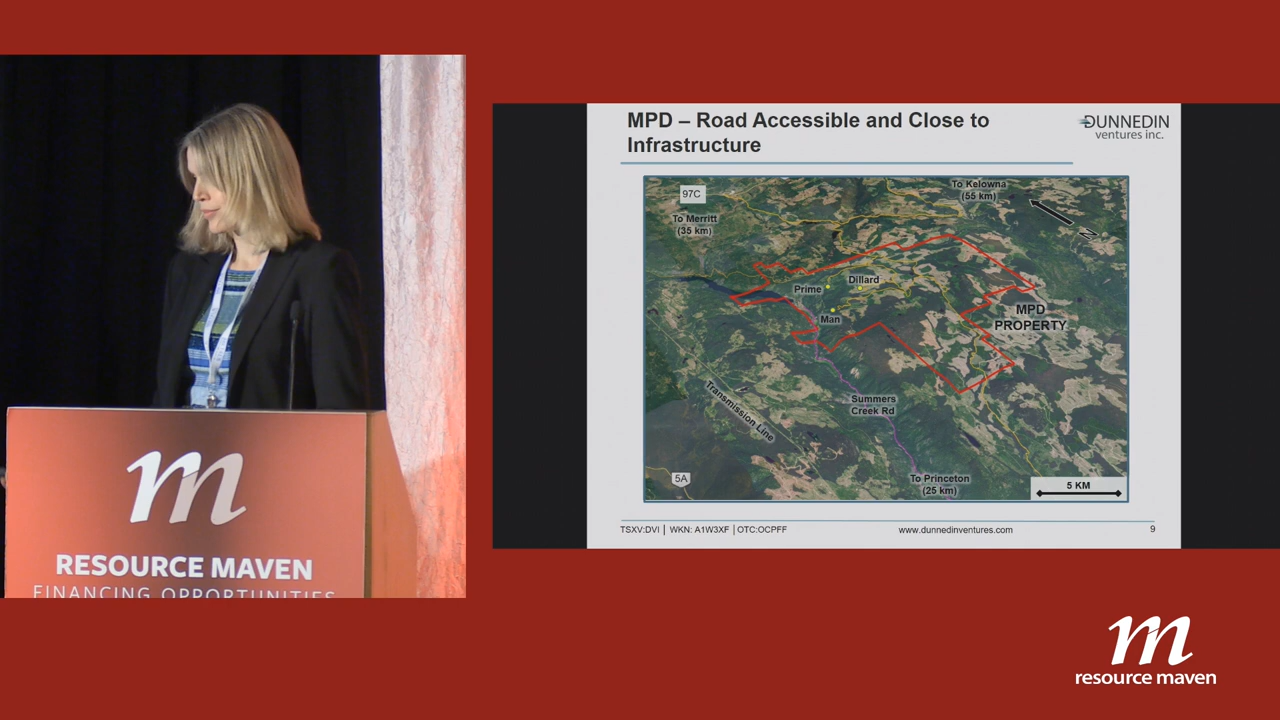 m
RESOURCE MAVEN
FINANCING OPPORTUNITIES
MPD – Road Accessible and Close to
Infrastructure
DUNNEDIN
ventures inc.
97C
To Merritt
(35 km)
To Kelowna
(55 km)
N
Prime
Dillard
Man
MPD
PROPERTY
Transmission Line
Summers
Creek Rd
5A
To Princeton
(25 km)
5 KM
TSXV:DVI | WKN: A1W3XF | OTC:OCPFF
www.dunnedinventures.com
9
m
resource maven